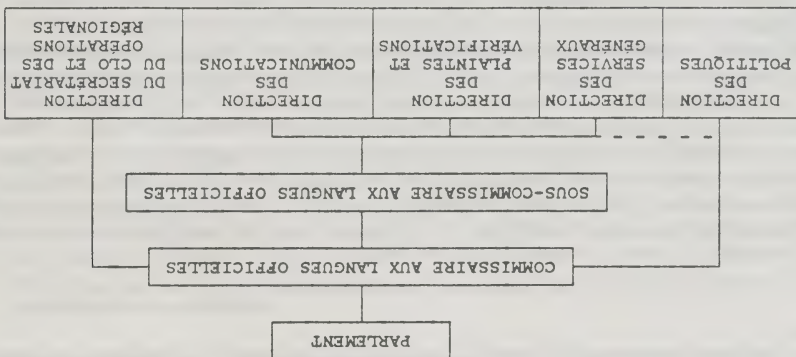 PARLEMENT
COMMISSAIRE AUX LANGUES OFFICIELLES
SOUS-COMMISSAIRE AUX LANGUES OFFICIELLES
DIRECTION
DU SECRÉTARIAT
DU CLO ET DES
OPÉRATIONS
RÉGIONALES
DIRECTION
DES
COMMUNICATIONS
DIRECTION
DES
PLAINTES ET
VÉRIFICATIONS
DIRECTION
DES
SERVICES
GÉNÉRAUX
DIRECTION
DES
POLITIQUES